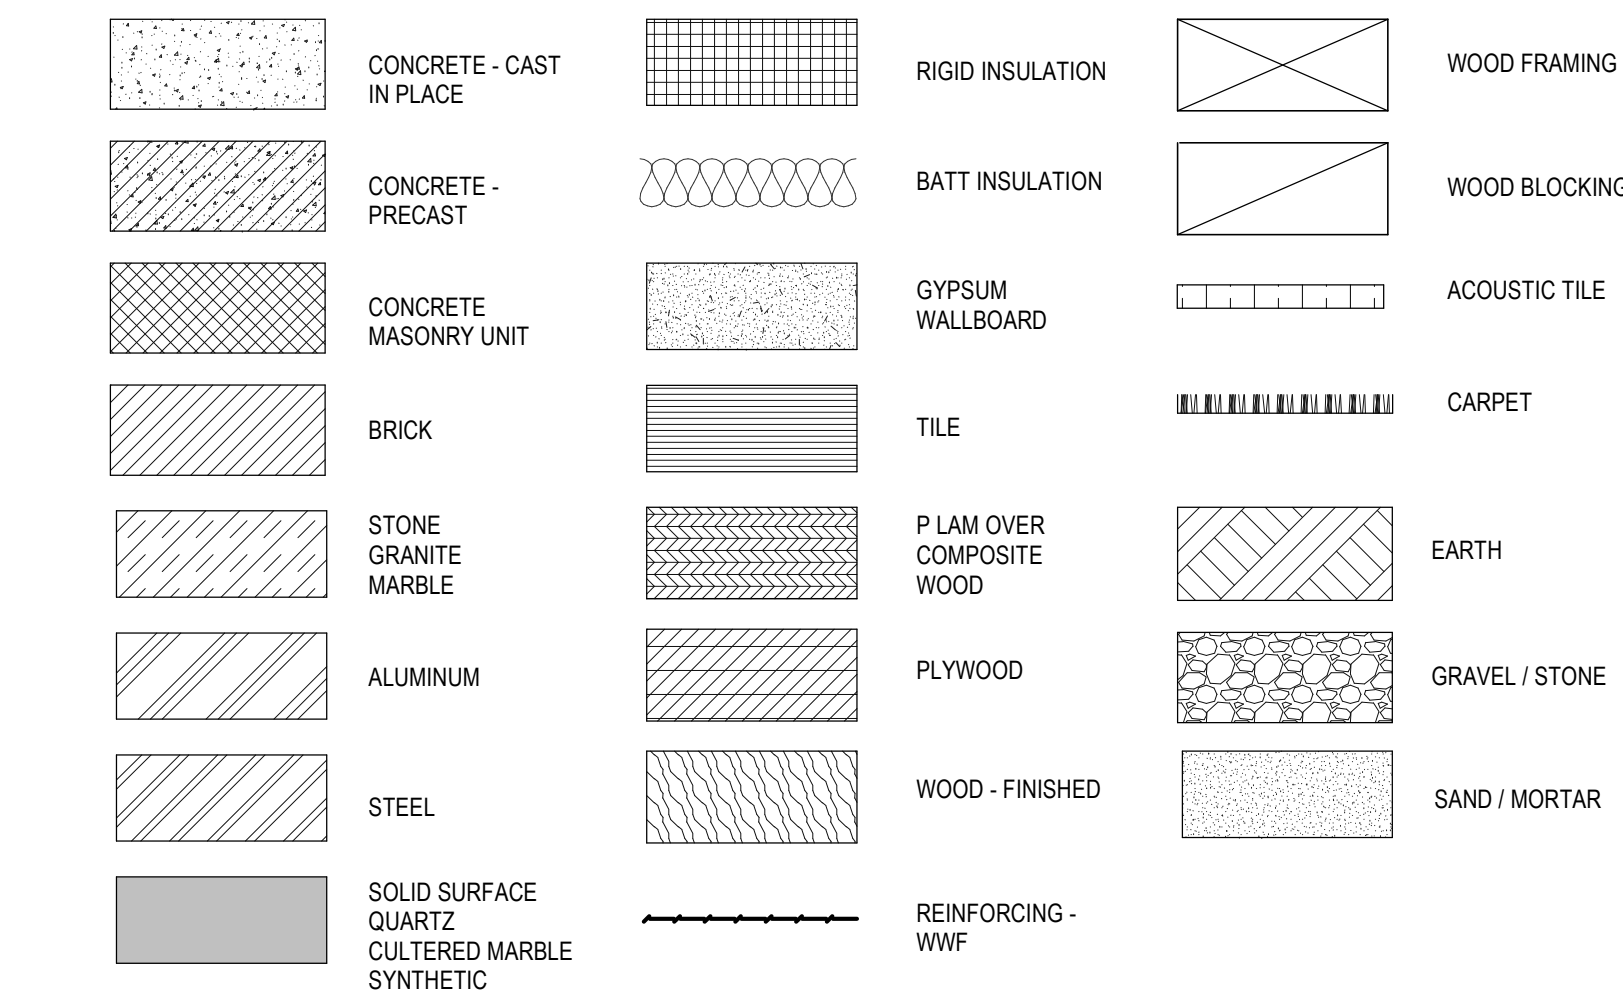 CONCRETE - CAST
IN PLACE
CONCRETE -
PRECAST
CONCRETE
MASONRY UNIT
BRICK
STONE
GRANITE
MARBLE
ALUMINUM
STEEL
SOLID SURFACE
QUARTZ
CULTERED MARBLE
SYNTHETIC
RIGID INSULATION
BATT INSULATION
GYPSUM
WALLBOARD
TILE
P LAM OVER
COMPOSITE
WOOD
PLYWOOD
WOOD - FINISHED
REINFORCING -
WWF
WOOD FRAMING
WOOD BLOCKING
ACOUSTIC TILE
CARPET
EARTH
GRAVEL / STONE
SAND / MORTAR